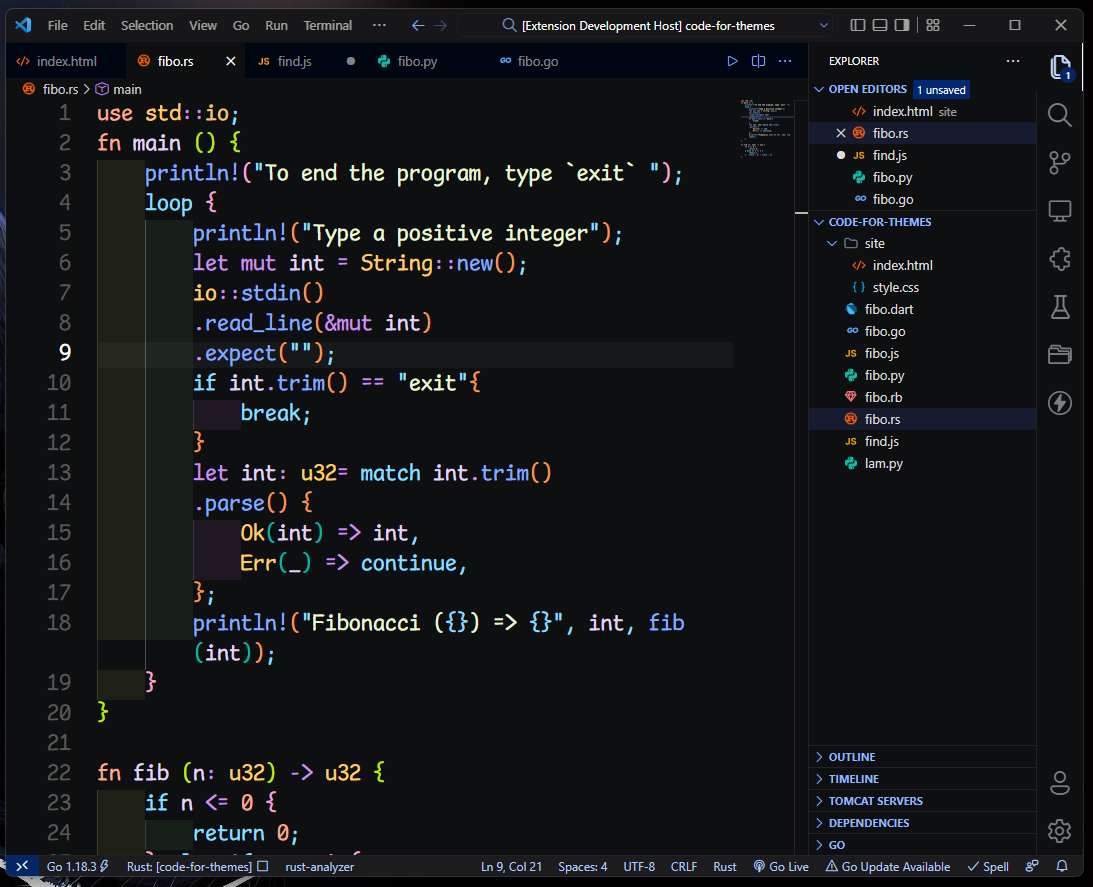 File Edit Selection View Go Run Terminal ··· [Extension Development Host] code-for-themes
index.html fibo.rs JS find.js fibo.py fibo.go
fibo.rs > main
1 use std::io;
2 fn main () {
3 println!("To end the program, type `exit` ");
4 loop {
5 println!("Type a positive integer");
6 let mut int = String::new();
7 io::stdin()
8 .read_line(&mut int)
9 .expect("");
10 if int.trim() == "exit"{
11 break;
12 }
13 let int: u32= match int.trim()
14 .parse() {
15 Ok(int) => int,
16 Err(_) => continue,
17 };
18 println!("Fibonacci ({}) => {}", int, fib
(int));
19 }
20 }
21
22 fn fib (n: u32) -> u32 {
23 if n <= 0 {
24 return 0;
EXPLORER
OPEN EDITORS 1 unsaved
index.html site
fibo.rs
JS find.js
fibo.py
fibo.go
CODE-FOR-THEMES
site
index.html
style.css
fibo.dart
fibo.go
JS fibo.js
fibo.py
fibo.rb
fibo.rs
JS find.js
lam.py
OUTLINE
TIMELINE
TOMCAT SERVERS
DEPENDENCIES
GO
1
Go 1.18.3 Rust: [code-for-themes] rust-analyzer Ln 9, Col 21 Spaces: 4 UTF-8 CRLF Rust Go Live Go Update Available Spell